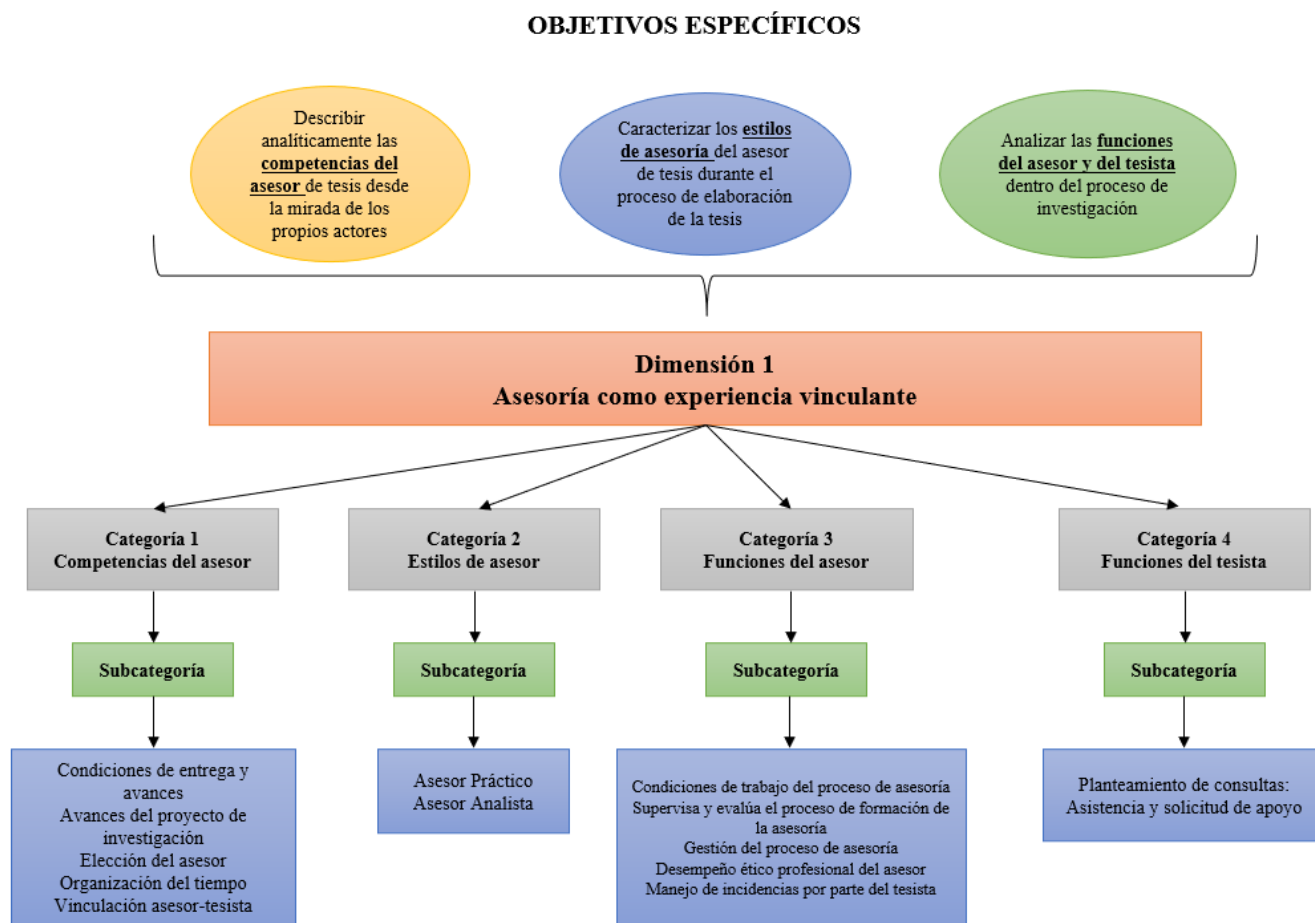 OBJETIVOS ESPECÍFICOS
Describir
analíticamente las
competencias del
asesor de tesis desde
la mirada de los
propios actores
Caracterizar los estilos
de asesoría del asesor
de tesis durante el
proceso de elaboración
de la tesis
Analizar las funciones
del asesor y del tesista
dentro del proceso de
investigación
Dimensión 1
Asesoría como experiencia vinculante
Categoría 1
Competencias del asesor
Categoría 2
Estilos de asesor
Categoría 3
Funciones del asesor
Categoría 4
Funciones del tesista
Subcategoría
Subcategoría
Subcategoría
Subcategoría
Condiciones de entrega y
avances
Avances del proyecto de
investigación
Elección del asesor
Organización del tiempo
Vinculación asesor-tesista
Asesor Práctico
Asesor Analista
Condiciones de trabajo del proceso de asesoría
Supervisa y evalúa el proceso de formación de
la asesoría
Gestión del proceso de asesoría
Desempeño ético profesional del asesor
Manejo de incidencias por parte del tesista
Planteamiento de consultas:
Asistencia y solicitud de apoyo